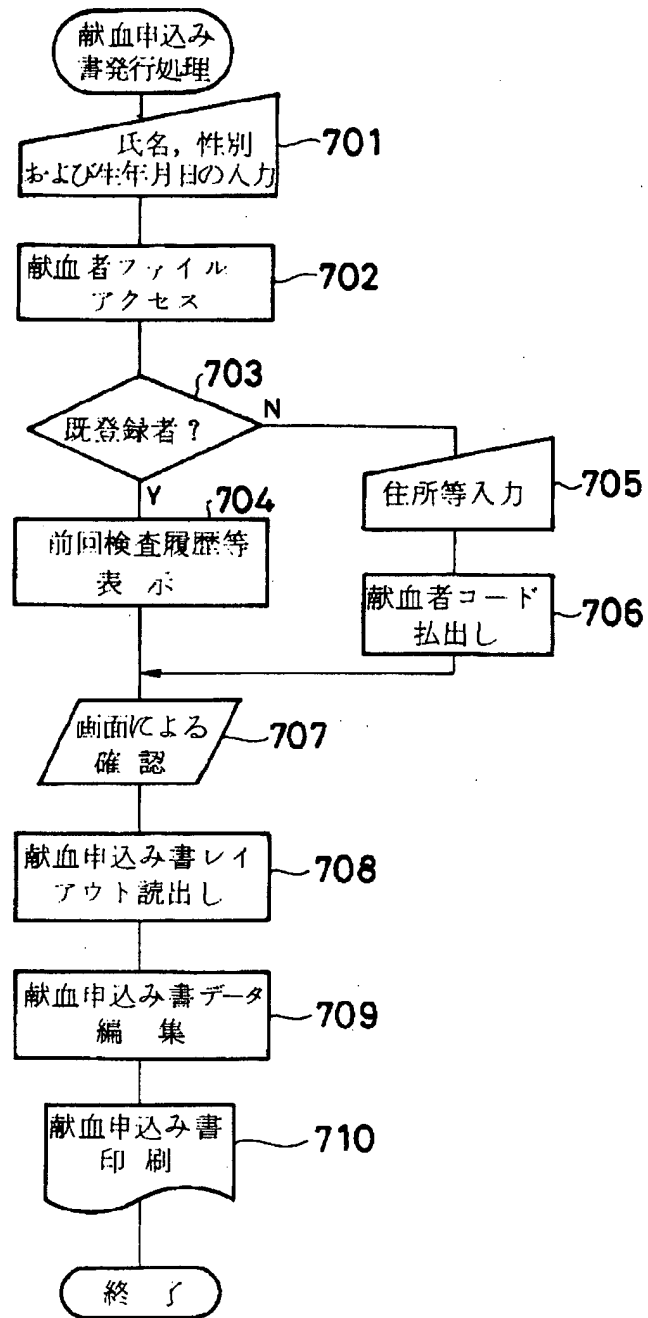 献血申込み
書発行処理
氏名,性別
および生年月日の入力
701
献血者ファイル
アクセス
702
703
既登録者?
N
Y
704
前回検査履歴等
表示
住所等入力
705
献血者コード
払出し
706
画面による
確認
707
献血申込み書レイ
アウト読出し
708
献血申込み書データ
編集
709
献血申込み書
印刷
710
終了